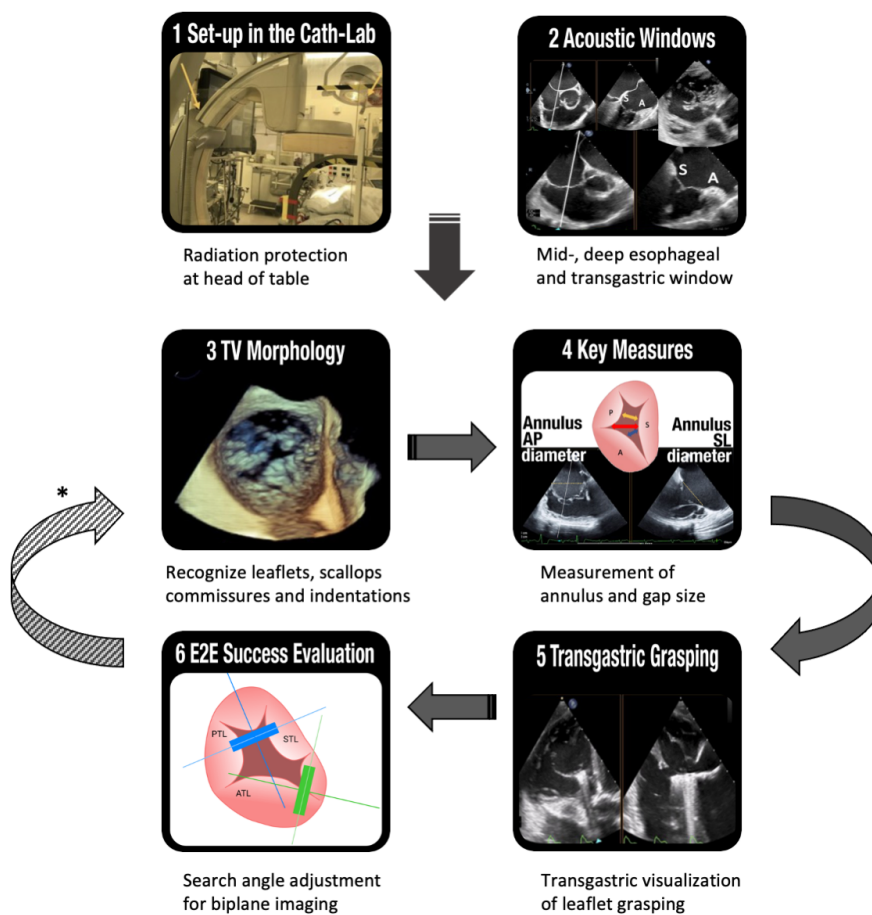 1 Set-up in the Cath-Lab
2 Acoustic Windows
S
A
S
A
Radiation protection
at head of table
Mid-, deep esophageal
and transgastric window
3 TV Morphology
4 Key Measures
P
S
A
Annulus
AP
diameter
Annulus
SL
diameter
*
Recognize leaflets, scallops
commissures and indentations
Measurement of
annulus and gap size
6 E2E Success Evaluation
5 Transgastric Grasping
PTL
STL
ATL
Search angle adjustment
for biplane imaging
Transgastric visualization
of leaflet grasping